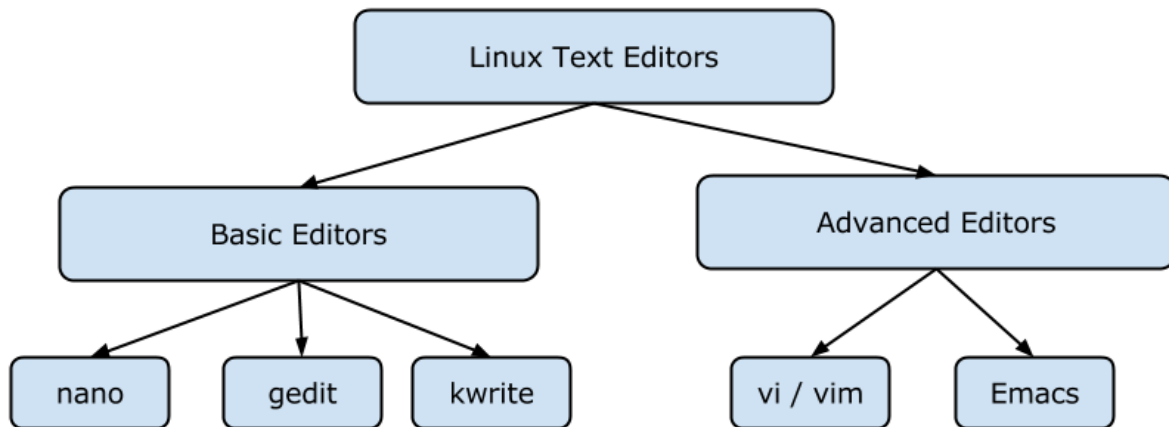 Linux Text Editors
Basic Editors
Advanced Editors
nano
gedit
kwrite
vi / vim
Emacs